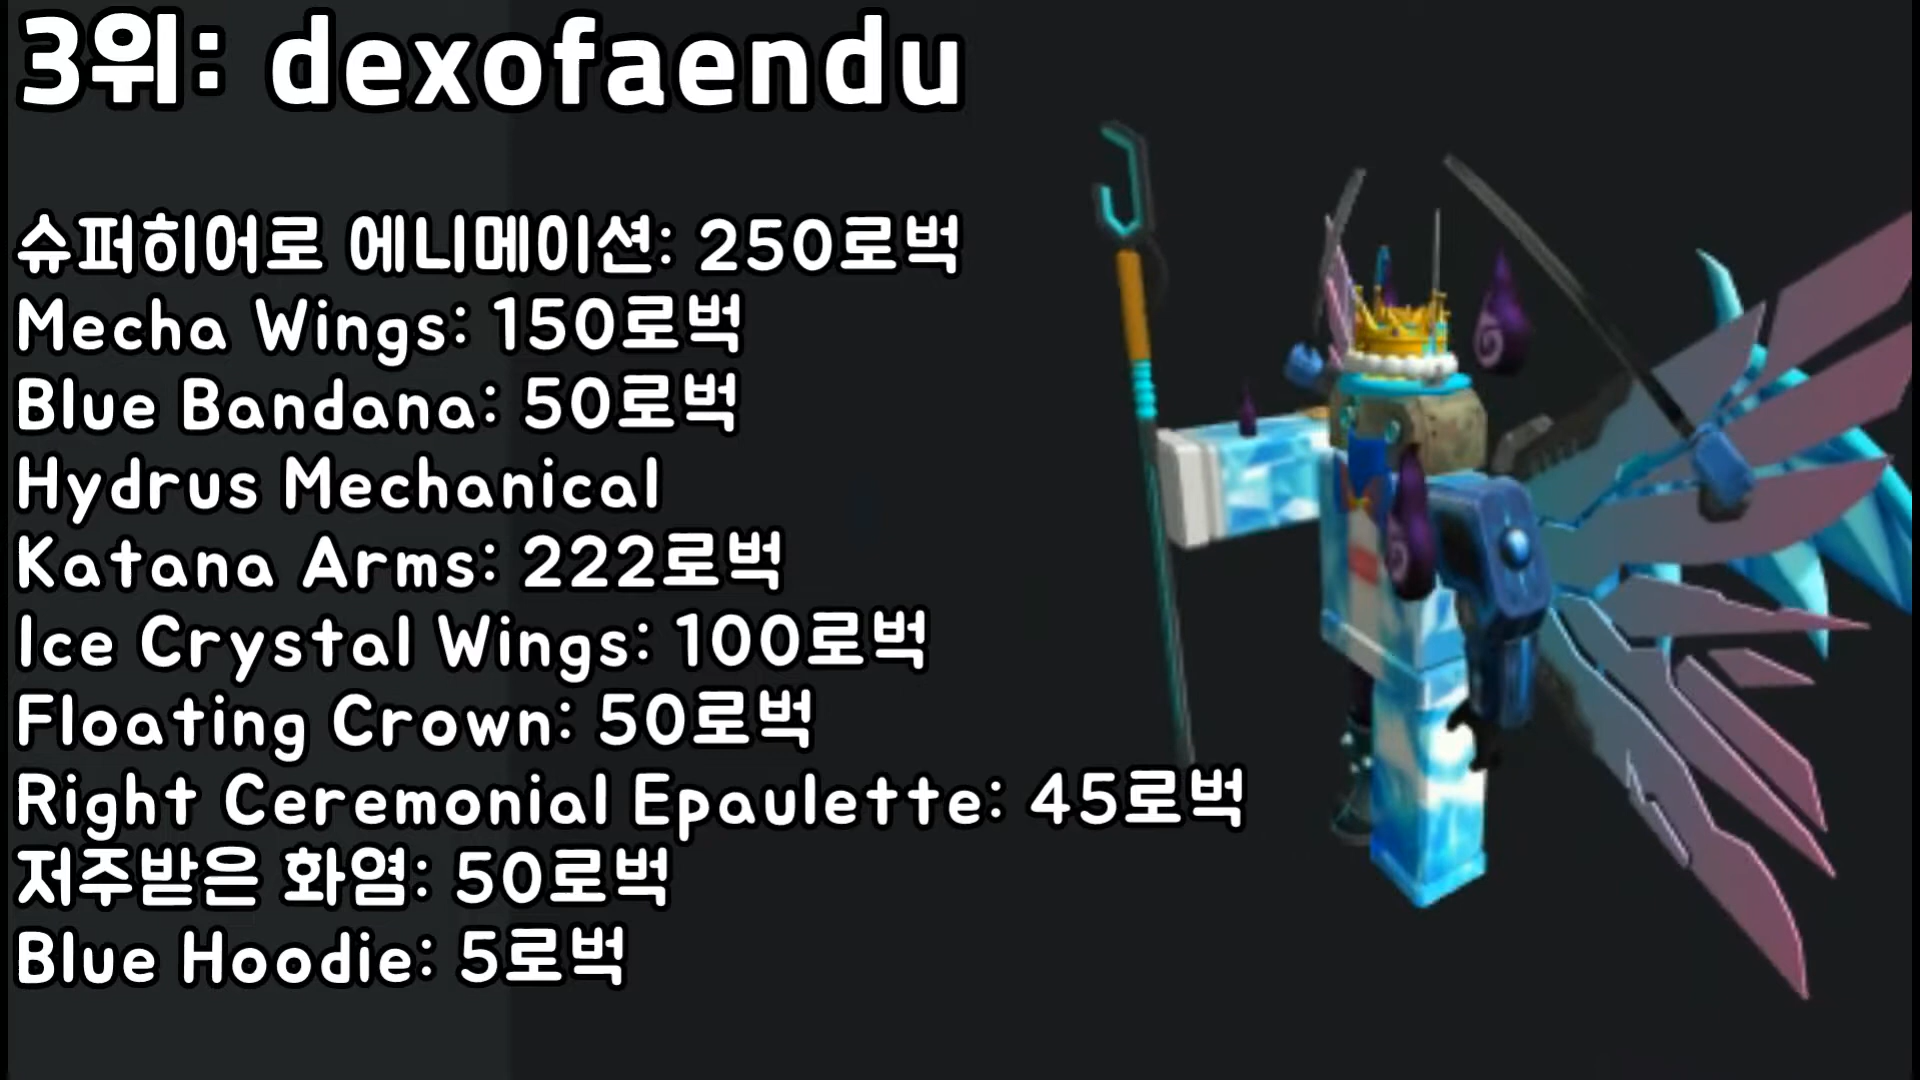 3위: dexofaendu
슈퍼히어로 에니메이션: 250로벅
Mecha Wings: 150로벅
Blue Bandana: 50로벅
Hydrus Mechanical
Katana Arms: 222로벅
Ice Crystal Wings: 100로벅
Floating Crown: 50로벅
Right Ceremonial Epaulette: 45로벅
저주받은 화염: 50로벅
Blue Hoodie: 5로벅